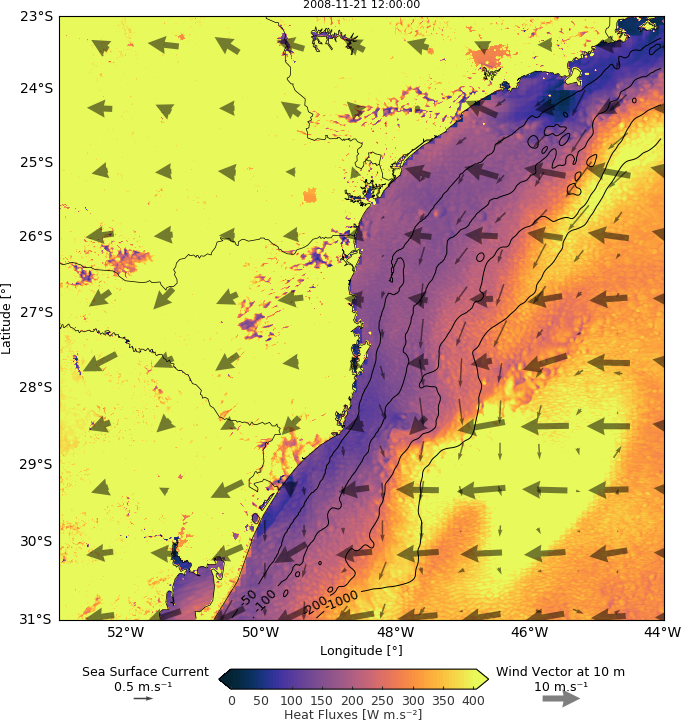 2008-11-21 12:00:00
23°S
24°S
25°S
26°S
27°S
28°S
29°S
30°S
31°S
Latitude [°]
-50
-100
-200
-1000
52°W 50°W 48°W 46°W 44°W
Longitude [°]
Sea Surface Current
0.5 m.s⁻¹
Wind Vector at 10 m
10 m.s⁻¹
0 50 100 150 200 250 300 350 400
Heat Fluxes [W m.s⁻²]